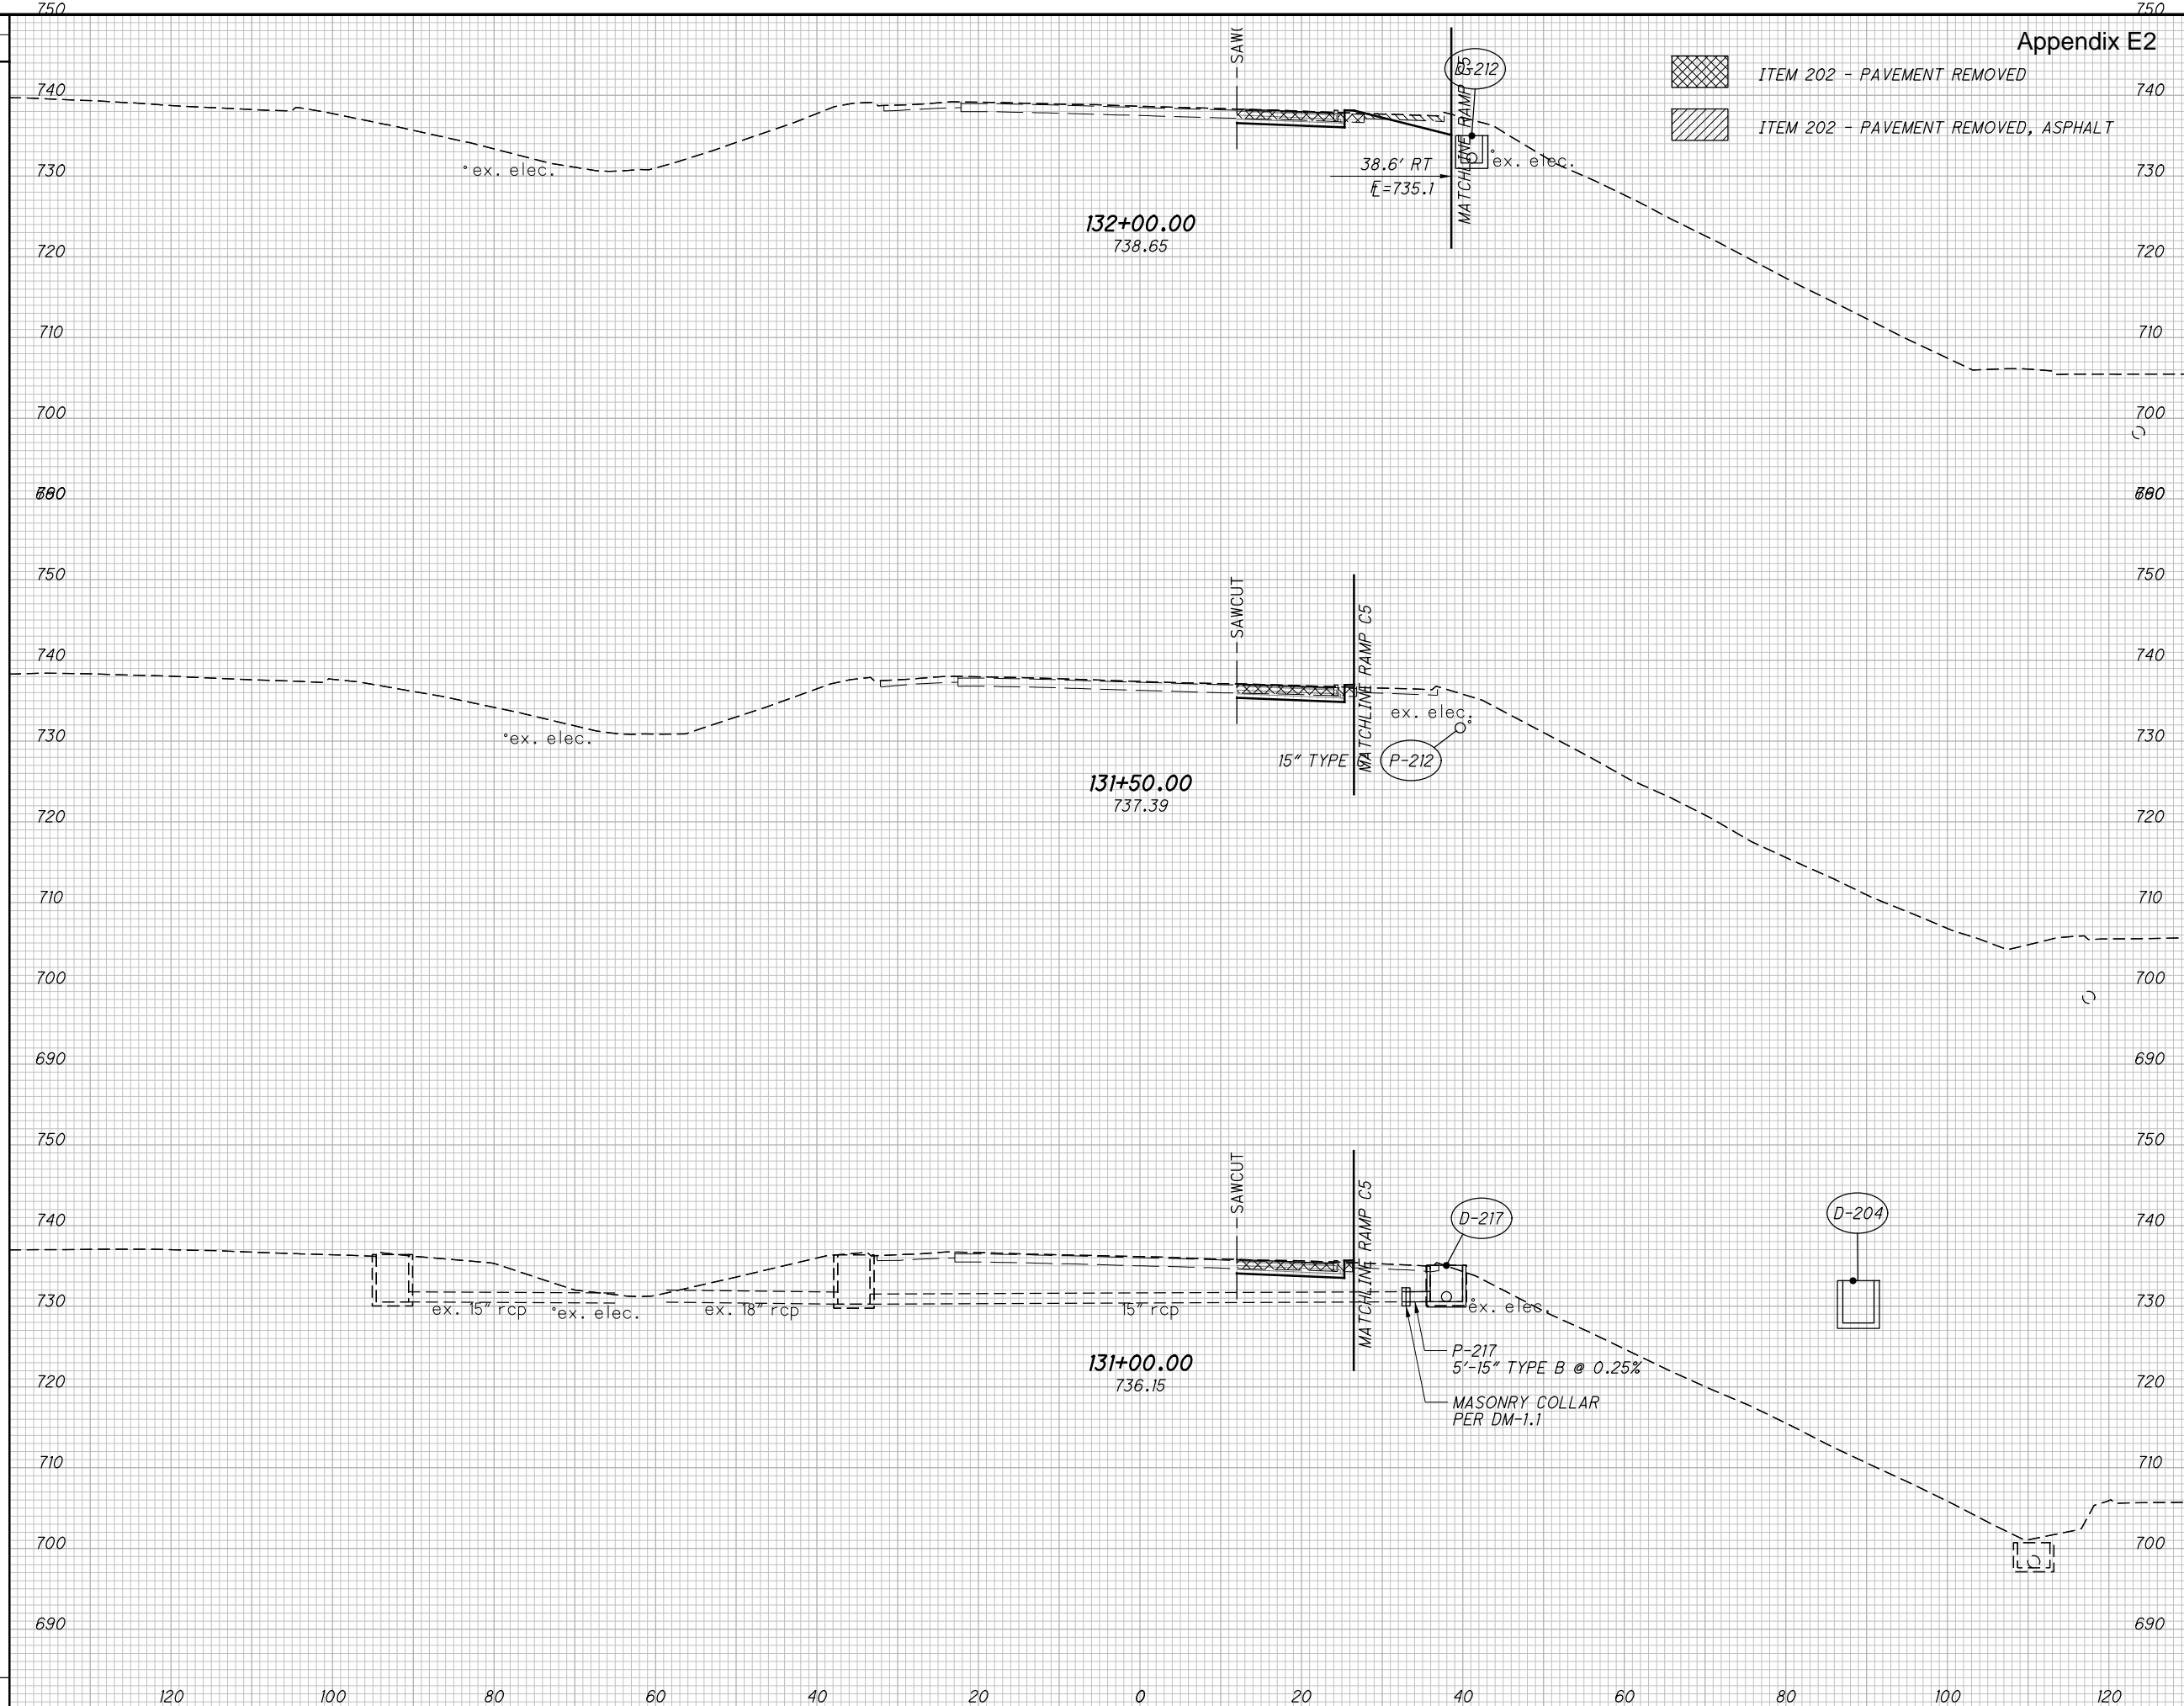 750 750
Appendix E2
SAW
D-212
ITEM 202 - PAVEMENT REMOVED
ITEM 202 - PAVEMENT REMOVED, ASPHALT
740 740
°ex. elec.
730 730
38.6' RT
℄=735.1
MATCHLINE RAMP C5
°ex. elec.
132+00.00
738.65
720 720
710 710
700 700
750 750
SAWCUT
MATCHLINE RAMP C5
740 740
°ex. elec.
ex. elec.
730 730
15" TYPE
P-212
131+50.00
737.39
720 720
710 710
700 700
690 690
750 750
SAWCUT
MATCHLINE RAMP C5
D-217
D-204
740 740
730 730
ex. 15" rcp
°ex. elec.
ex. 18" rcp
15" rcp
°ex. elec.
P-217
5'-15" TYPE B @ 0.25%
131+00.00
736.15
720 720
MASONRY COLLAR
PER DM-1.1
710 710
700 700
690 690
120 100 80 60 40 20 0 20 40 60 80 100 120